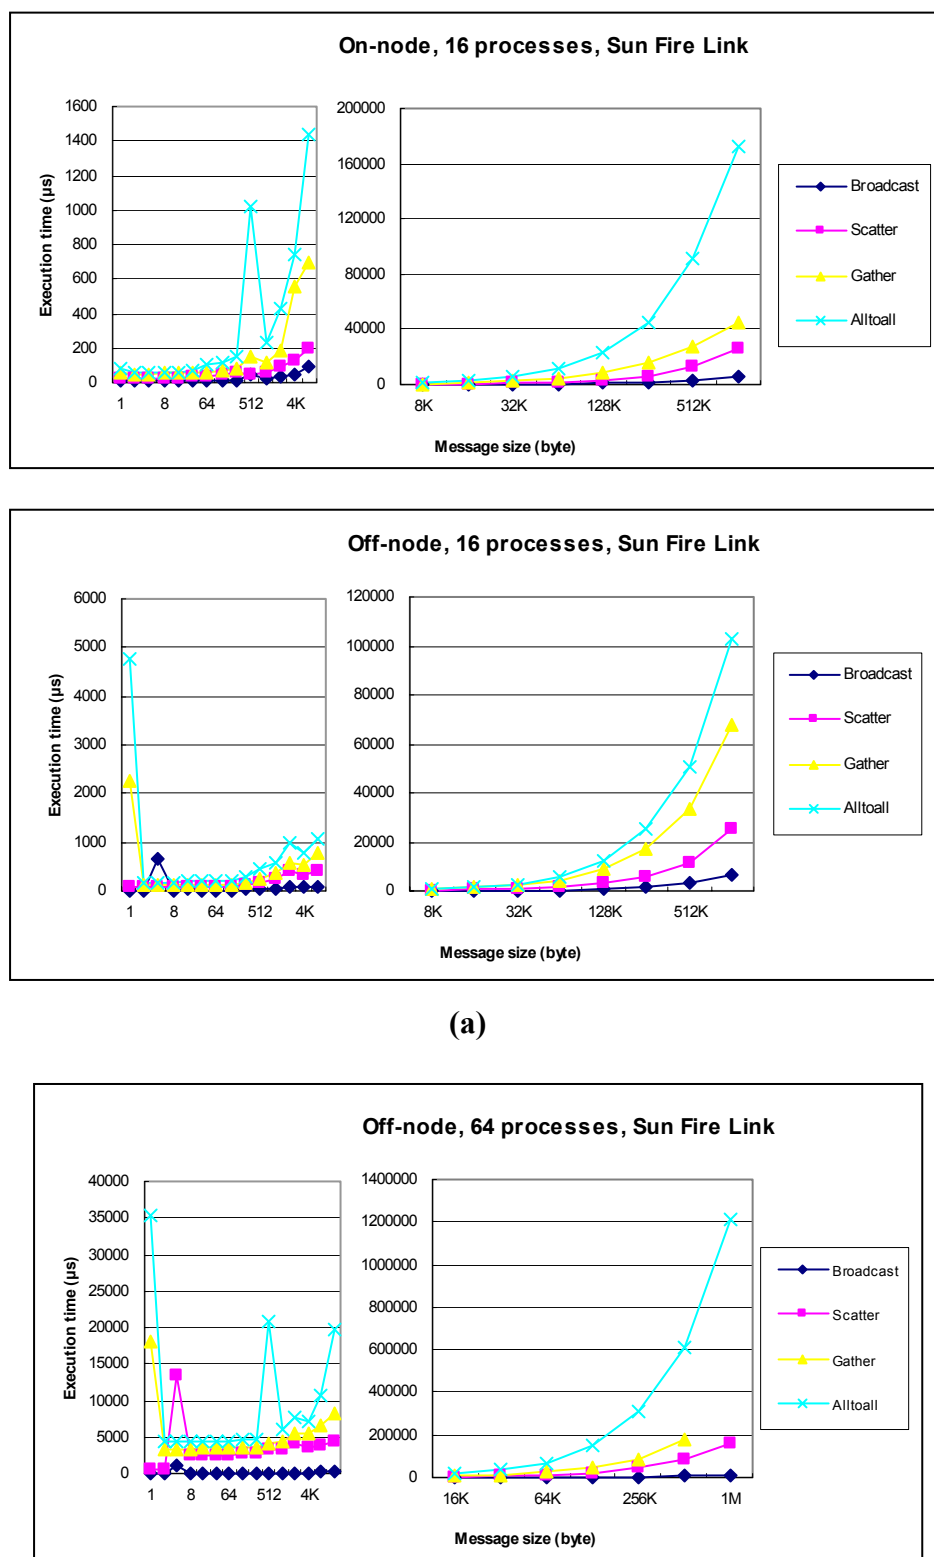 On-node, 16 processes, Sun Fire Link
Execution time (µs)
1600
1400
1200
1000
800
600
400
200
0
1 8 64 512 4K
200000
160000
120000
80000
40000
0
8K 32K 128K 512K
Message size (byte)
Broadcast
Scatter
Gather
Alltoall
Off-node, 16 processes, Sun Fire Link
Execution time (µs)
6000
5000
4000
3000
2000
1000
0
1 8 64 512 4K
120000
100000
80000
60000
40000
20000
0
8K 32K 128K 512K
Message size (byte)
Broadcast
Scatter
Gather
Alltoall
(a)
Off-node, 64 processes, Sun Fire Link
Execution time (µs)
40000
35000
30000
25000
20000
15000
10000
5000
0
1 8 64 512 4K
1400000
1200000
1000000
800000
600000
400000
200000
0
16K 64K 256K 1M
Message size (byte)
Broadcast
Scatter
Gather
Alltoall